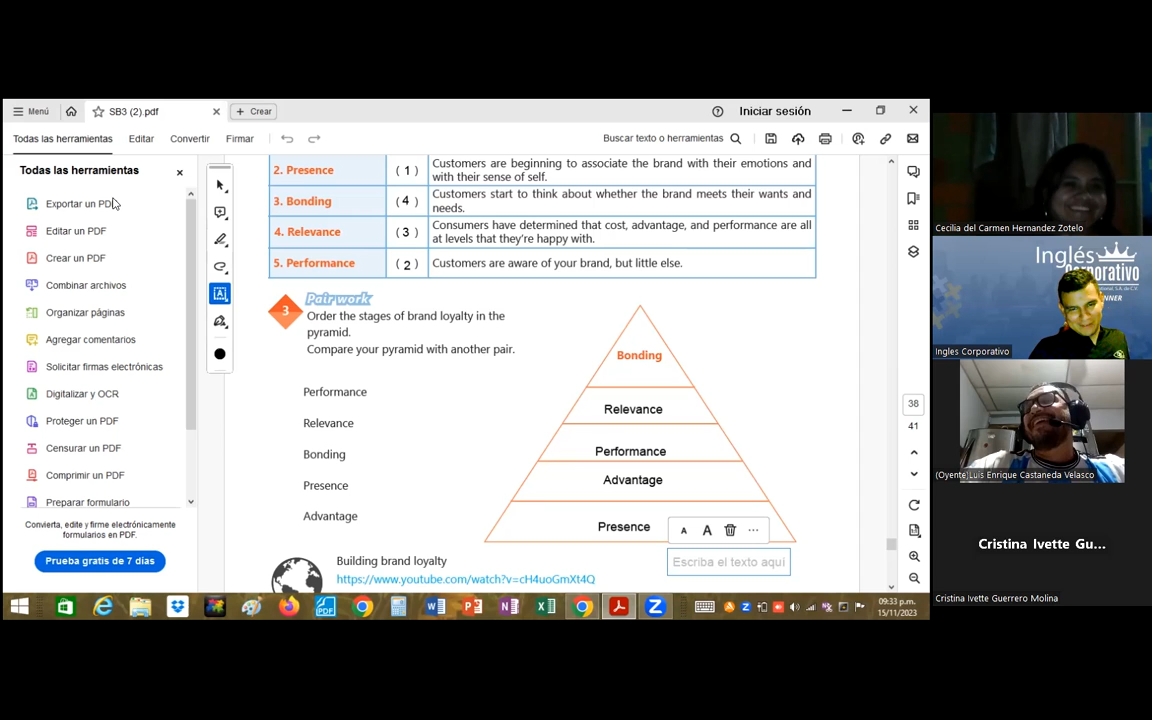 Menú
SB3 (2).pdf
Crear
Iniciar sesión
Todas las herramientas
Editar
Convertir
Firmar
Buscar texto o herramientas
Todas las herramientas
Exportar un PDF
Editar un PDF
Crear un PDF
Combinar archivos
Organizar páginas
Agregar comentarios
Solicitar firmas electrónicas
Digitalizar y OCR
Proteger un PDF
Censurar un PDF
Comprimir un PDF
Preparar formulario
Convierta, edite y firme electrónicamente
formularios en PDF.
Prueba gratis de 7 días
2. Presence ( 1 ) Customers are beginning to associate the brand with their emotions and
with their sense of self.
3. Bonding ( 4 ) Customers start to think about whether the brand meets their wants and
needs.
4. Relevance ( 3 ) Consumers have determined that cost, advantage, and performance are all
at levels that they're happy with.
5. Performance ( 2 ) Customers are aware of your brand, but little else.
3
Pair work
Order the stages of brand loyalty in the
pyramid.
Compare your pyramid with another pair.
Performance
Relevance
Bonding
Presence
Advantage
Bonding
Relevance
Performance
Advantage
Presence
A A ...
Escriba el texto aquí
Building brand loyalty
https://www.youtube.com/watch?v=cH4uoGmXt4Q
38
41
09:33 p.m.
15/11/2023
Cecilia del Carmen Hernandez Zotelo
Inglés
Corporativo
Ingles Corporativo
(Oyente)Luis Enrique Castaneda Velasco
Cristina Ivette Gu...
Cristina Ivette Guerrero Molina